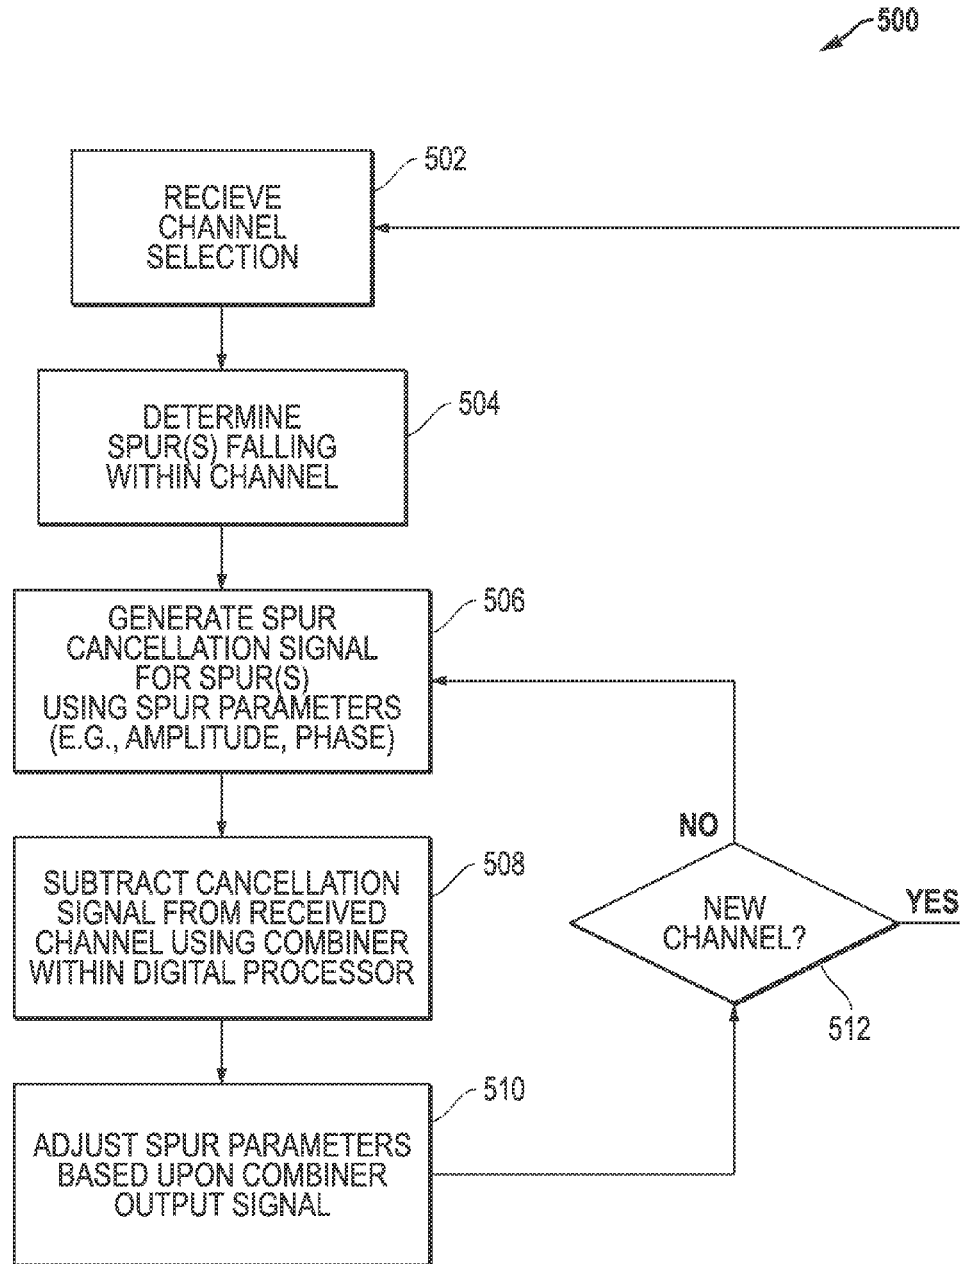 500
502
RECIEVE
CHANNEL
SELECTION
504
DETERMINE
SPUR(S) FALLING
WITHIN CHANNEL
506
GENERATE SPUR
CANCELLATION SIGNAL
FOR SPUR(S)
USING SPUR PARAMETERS
(E.G., AMPLITUDE, PHASE)
508
SUBTRACT CANCELLATION
SIGNAL FROM RECEIVED
CHANNEL USING COMBINER
WITHIN DIGITAL PROCESSOR
510
ADJUST SPUR PARAMETERS
BASED UPON COMBINER
OUTPUT SIGNAL
NO
YES
NEW
CHANNEL?
512